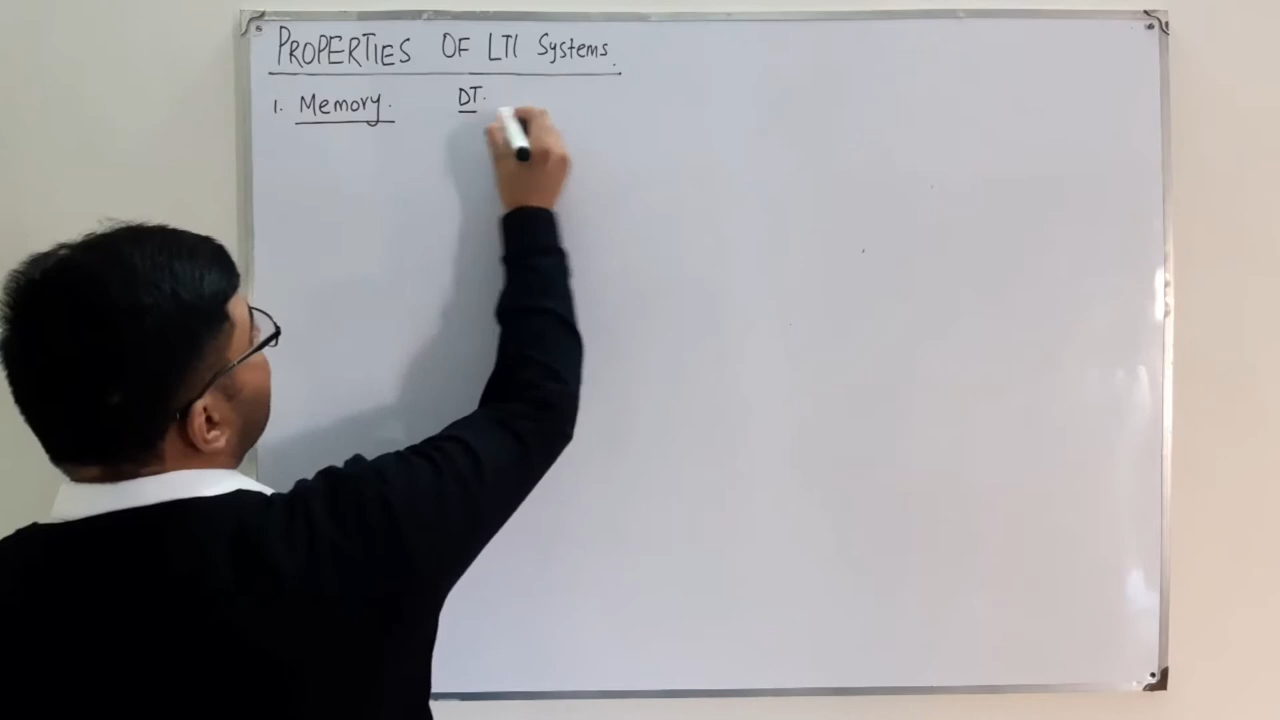 PROPERTIES OF LTI Systems.
1. Memory. DT.